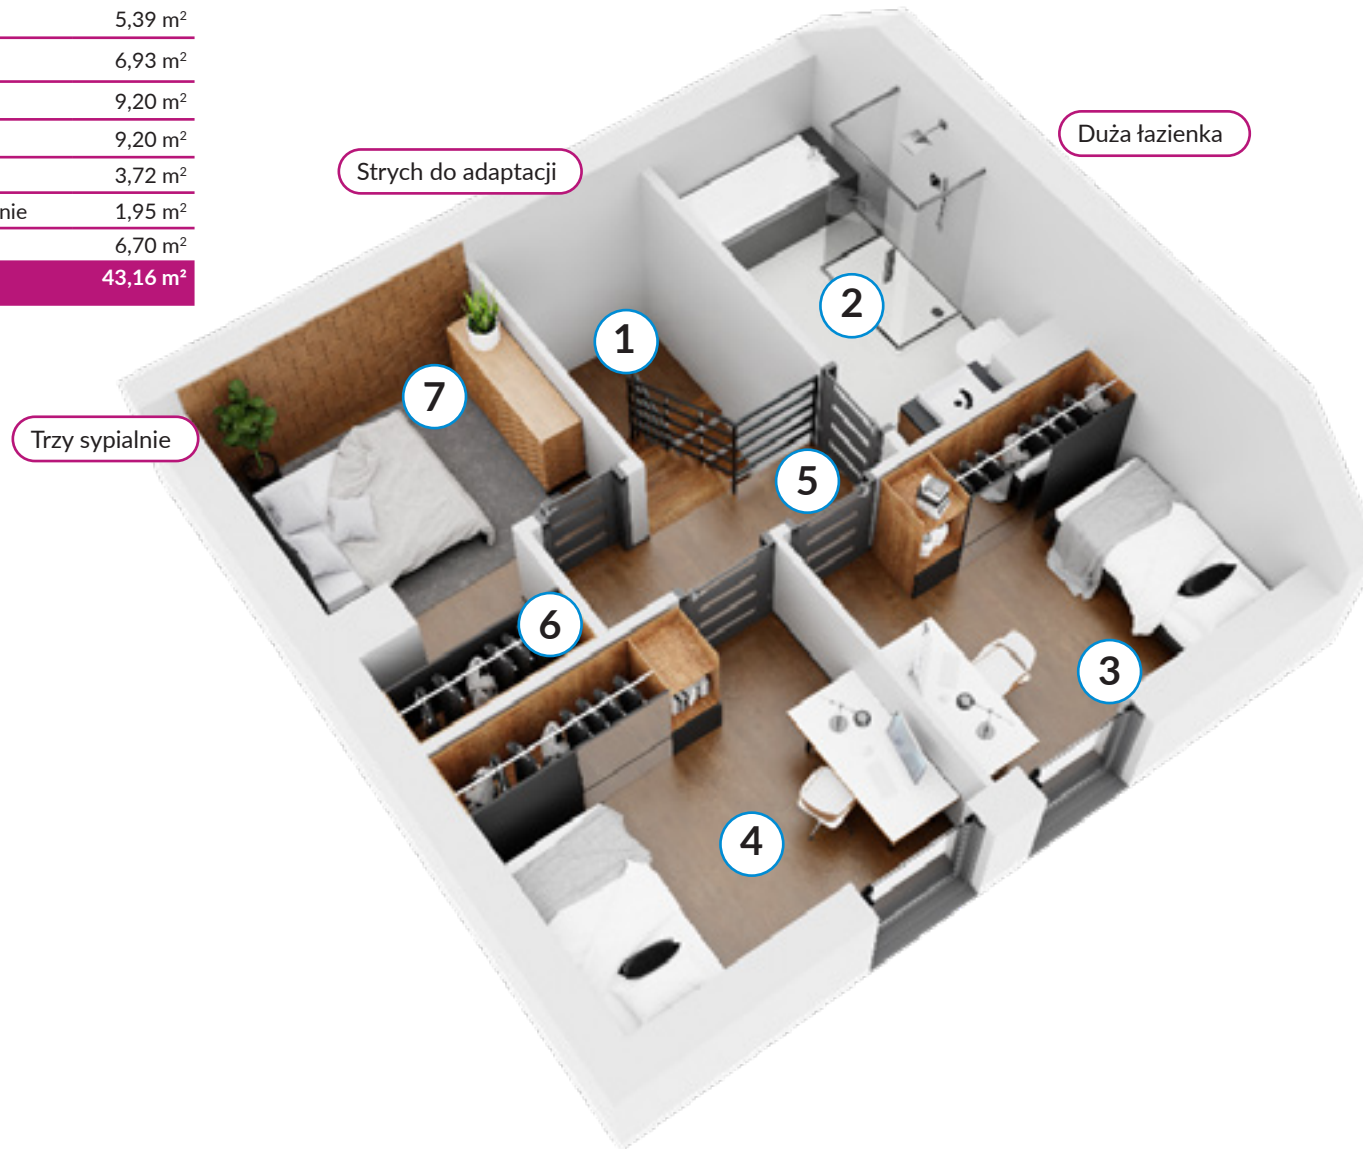 5,39 m²
6,93 m²
9,20 m²
9,20 m²
3,72 m²
nie 1,95 m²
6,70 m²
43,16 m²
Strych do adaptacji
Duża łazienka
Trzy sypialnie
1
2
7
5
6
3
4